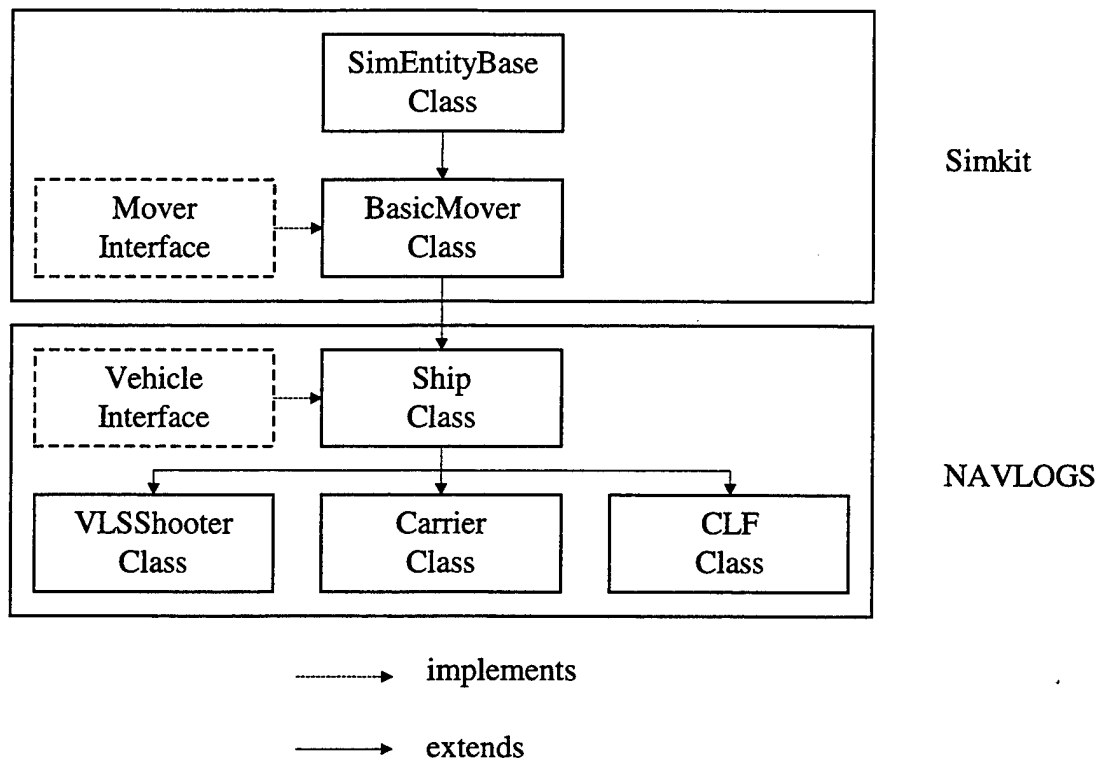 SimEntityBase
Class
Simkit
Mover
Interface
BasicMover
Class
Vehicle
Interface
Ship
Class
NAVLOGS
VLSShooter
Class
Carrier
Class
CLF
Class
implements
extends